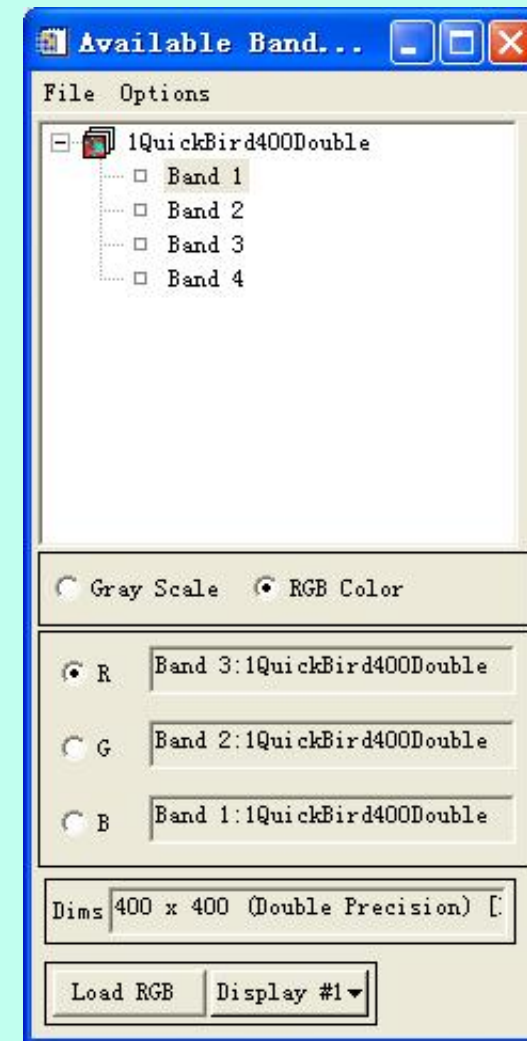 Available Band...
File Options
1QuickBird400Double
Band 1
Band 2
Band 3
Band 4
Gray Scale RGB Color
R Band 3:1QuickBird400Double
G Band 2:1QuickBird400Double
B Band 1:1QuickBird400Double
Dims 400 x 400 (Double Precision) [
Load RGB Display #1